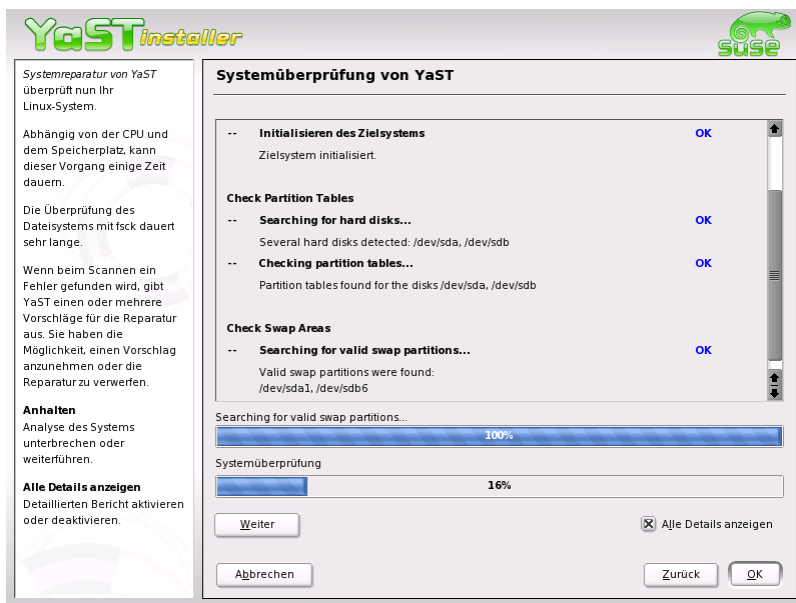 YaST installer
SUSE
Systemreparatur von YaST
überprüft nun Ihr
Linux-System.
Abhängig von der CPU und
dem Speicherplatz, kann
dieser Vorgang einige Zeit
dauern.
Die Überprüfung des
Dateisystems mit fsck dauert
sehr lange.
Wenn beim Scannen ein
Fehler gefunden wird, gibt
YaST einen oder mehrere
Vorschläge für die Reparatur
aus. Sie haben die
Möglichkeit, einen Vorschlag
anzunehmen oder die
Reparatur zu verwerfen.
Anhalten
Analyse des Systems
unterbrechen oder
weiterführen.
Alle Details anzeigen
Detaillierten Bericht aktivieren
oder deaktivieren.
Systemüberprüfung von YaST
-- Initialisieren des Zielsystems OK
Zielsystem initialisiert.
Check Partition Tables
-- Searching for hard disks... OK
Several hard disks detected: /dev/sda, /dev/sdb
-- Checking partition tables... OK
Partition tables found for the disks /dev/sda, /dev/sdb
Check Swap Areas
-- Searching for valid swap partitions... OK
Valid swap partitions were found:
/dev/sda1, /dev/sdb6
Searching for valid swap partitions...
100%
Systemüberprüfung
16%
Weiter
Alle Details anzeigen
Abbrechen
Zurück
OK